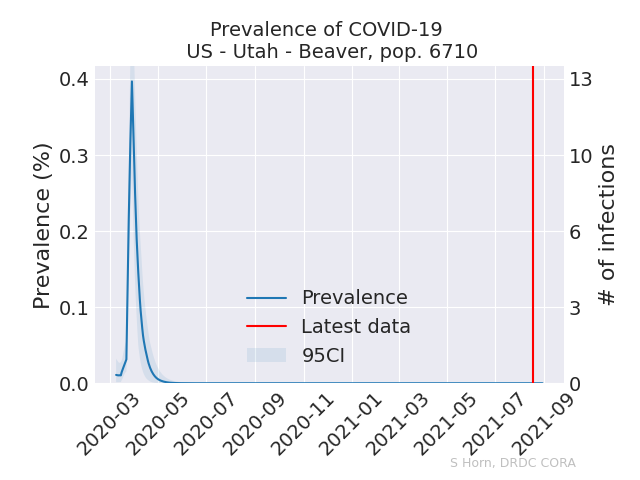 Prevalence of COVID-19
US - Utah - Beaver, pop. 6710
Prevalence (%)
0.4
0.3
0.2
0.1
0.0
13
10
6
3
0
# of infections
Prevalence
Latest data
95CI
2020-03
2020-05
2020-07
2020-09
2020-11
2021-01
2021-03
2021-05
2021-07
2021-09
S Horn, DRDC CORA